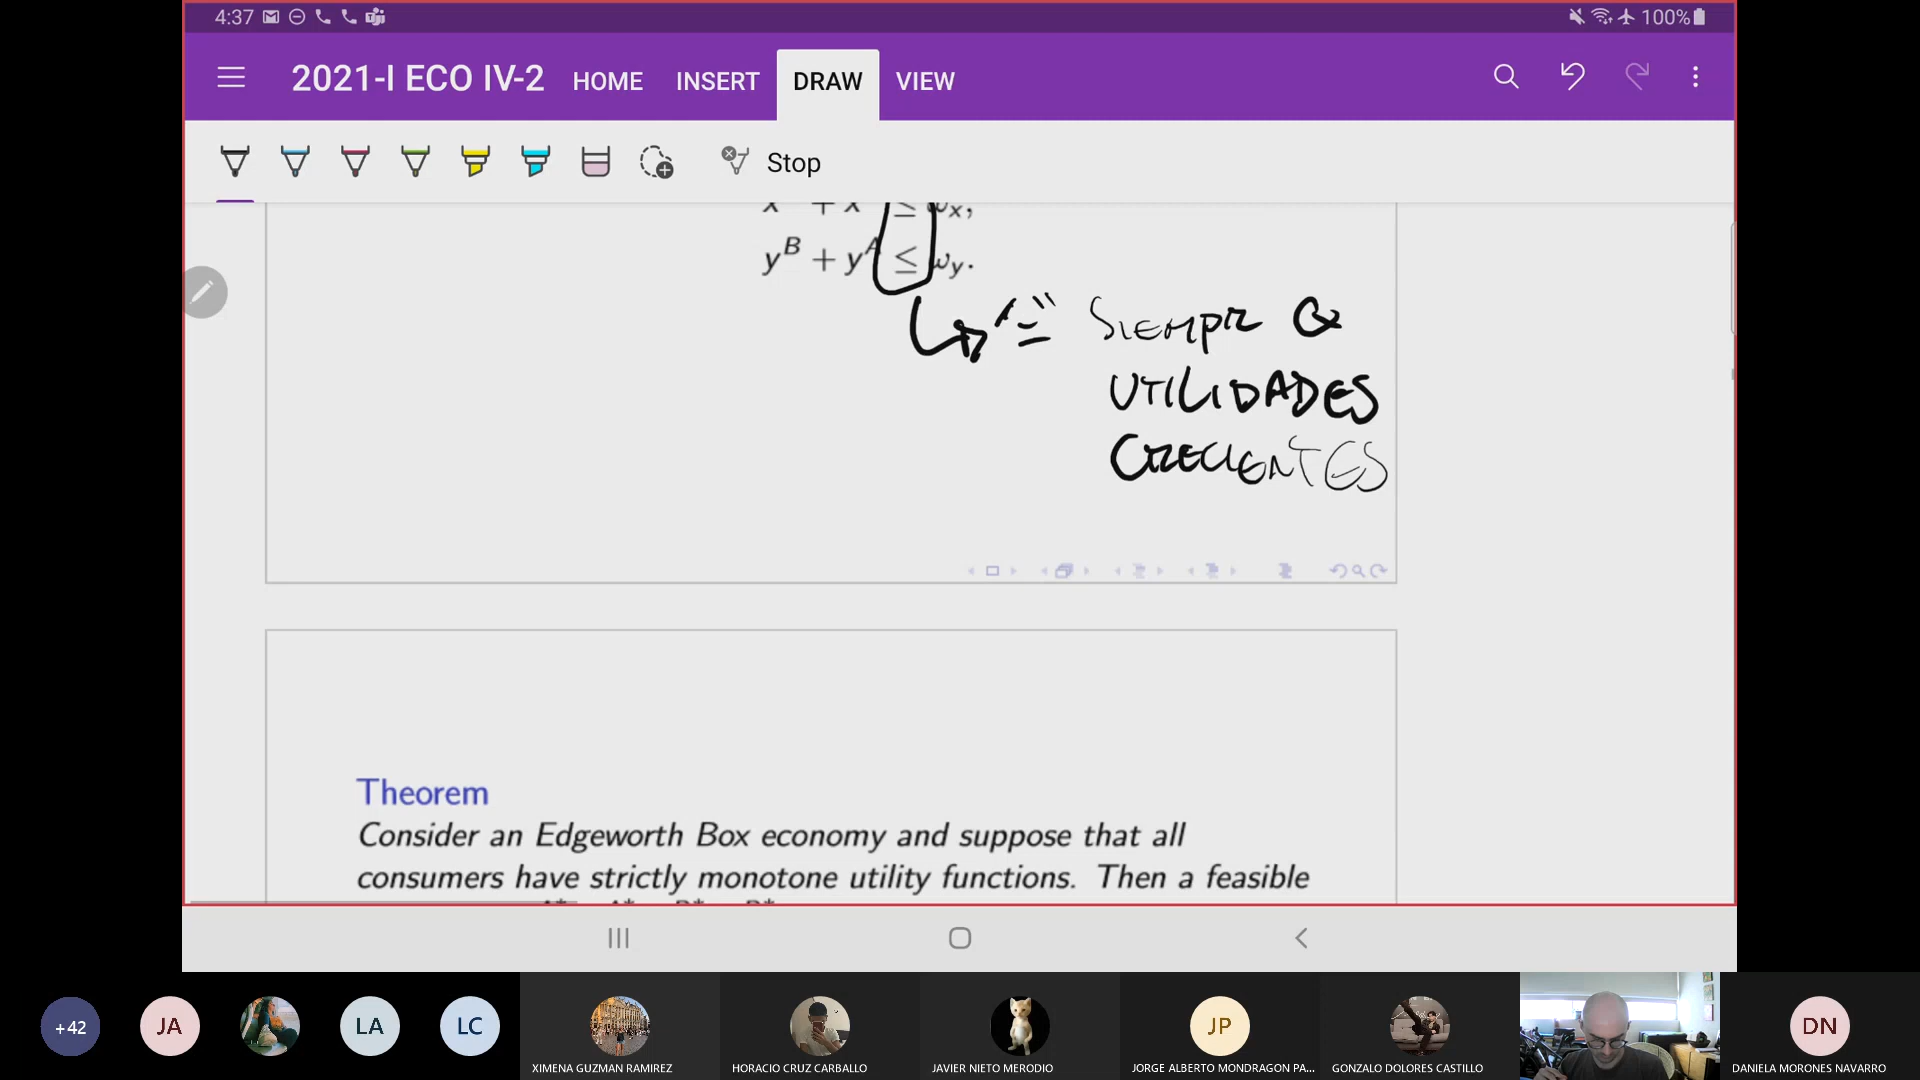 4:37 100%
2021-I ECO IV-2 HOME INSERT DRAW VIEW
Stop
x + x ≤ ωx,
y^B + y^A ≤ ωy.
"=" SIEMPR Q
UTILIDADES
CRECIENTES
Theorem
Consider an Edgeworth Box economy and suppose that all
consumers have strictly monotone utility functions. Then a feasible
+42 JA LA LC JP DN
XIMENA GUZMAN RAMIREZ HORACIO CRUZ CARBALLO JAVIER NIETO MERODIO JORGE ALBERTO MONDRAGON PA... GONZALO DOLORES CASTILLO DANIELA MORONES NAVARRO